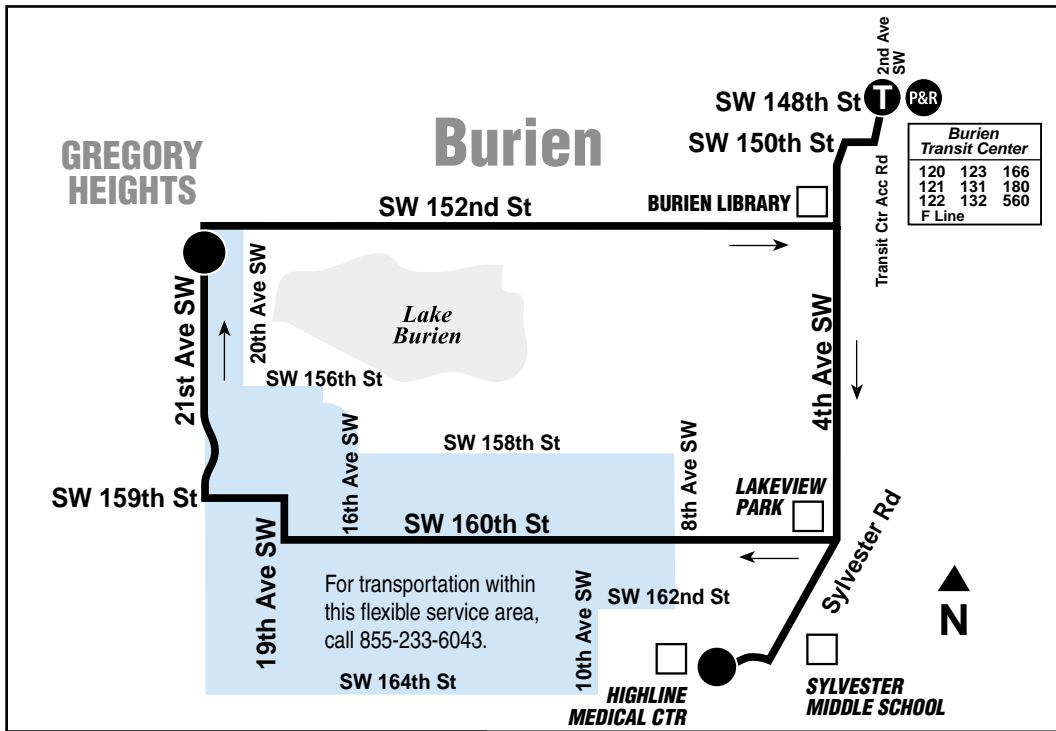 2nd Ave
SW
SW 148th St
T
P&R
SW 150th St
Burien
Transit Center
120 123 166
121 131 180
122 132 560
F Line
Transit Ctr Acc Rd
GREGORY
HEIGHTS
Burien
BURIEN LIBRARY
SW 152nd St
21st Ave SW
20th Ave SW
Lake
Burien
4th Ave SW
SW 156th St
16th Ave SW
SW 158th St
8th Ave SW
SW 159th St
LAKEVIEW
PARK
SW 160th St
19th Ave SW
For transportation within
this flexible service area,
call 855-233-6043.
10th Ave SW
SW 162nd St
Sylvester Rd
N
SW 164th St
HIGHLINE
MEDICAL CTR
SYLVESTER
MIDDLE SCHOOL